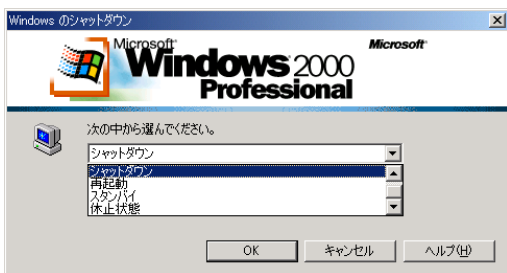 Windows のシャットダウン
Microsoft
Microsoft
Windows 2000
Professional
次の中から選んでください。
シャットダウン
シャットダウン
再起動
スタンバイ
休止状態
OK
キャンセル
ヘルプ(H)